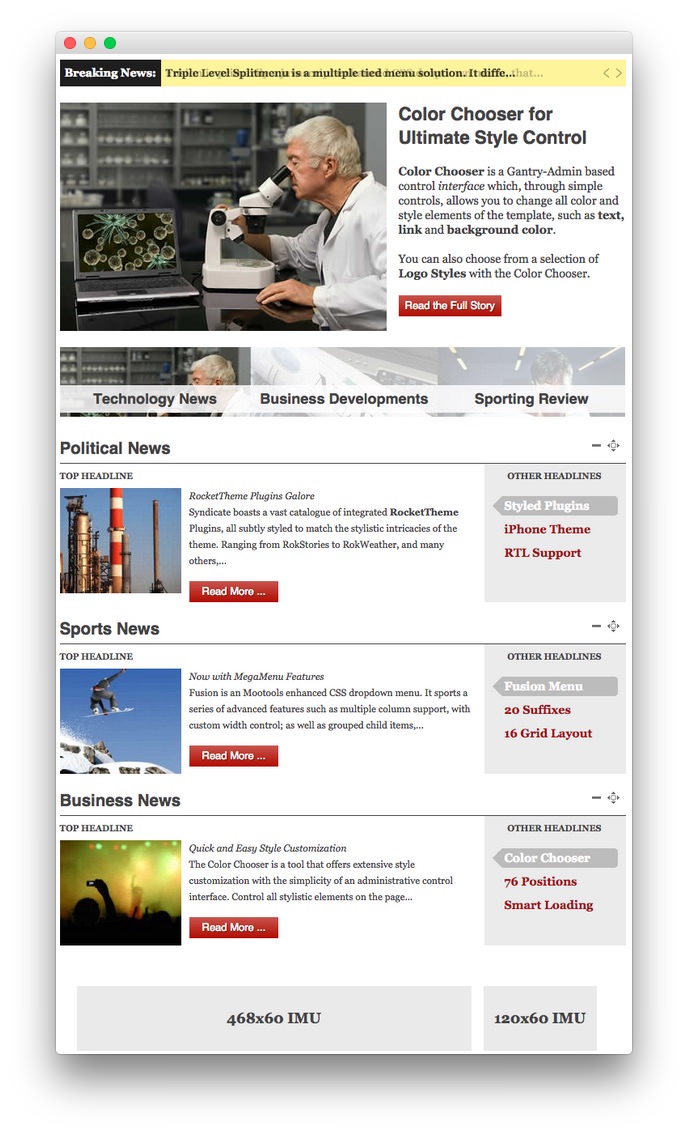 Breaking News: Triple Level Splitmenu is a multiple tied menu solution. It diffe...
Color Chooser for
Ultimate Style Control
Color Chooser is a Gantry-Admin based
control interface which, through simple
controls, allows you to change all color and
style elements of the template, such as text,
link and background color.
You can also choose from a selection of
Logo Styles with the Color Chooser.
Read the Full Story
Technology News Business Developments Sporting Review
Political News
TOP HEADLINE
RocketTheme Plugins Galore
Syndicate boasts a vast catalogue of integrated RocketTheme
Plugins, all subtly styled to match the stylistic intricacies of the
theme. Ranging from RokStories to RokWeather, and many
others,...
Read More ...
OTHER HEADLINES
Styled Plugins
iPhone Theme
RTL Support
Sports News
TOP HEADLINE
Now with MegaMenu Features
Fusion is an Mootools enhanced CSS dropdown menu. It sports a
series of advanced features such as multiple column support, with
custom width control; as well as grouped child items,...
Read More ...
OTHER HEADLINES
Fusion Menu
20 Suffixes
16 Grid Layout
Business News
TOP HEADLINE
Quick and Easy Style Customization
The Color Chooser is a tool that offers extensive style
customization with the simplicity of an administrative control
interface. Control all stylistic elements on the page...
Read More ...
OTHER HEADLINES
Color Chooser
76 Positions
Smart Loading
468x60 IMU 120x60 IMU